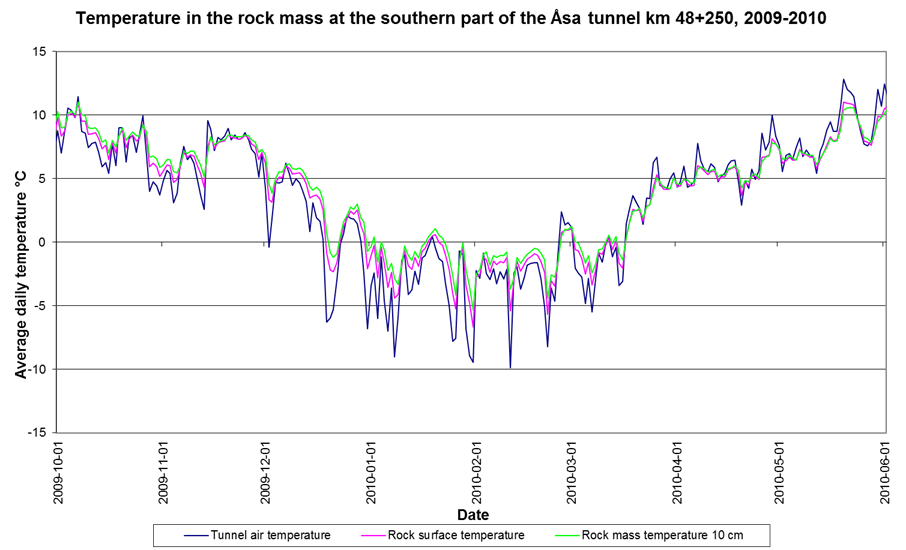 Temperature in the rock mass at the southern part of the Åsa tunnel km 48+250, 2009-2010
Average daily temperature °C
15
10
5
0
-5
-10
-15
2009-10-01
2009-11-01
2009-12-01
2010-01-01
2010-02-01
2010-03-01
2010-04-01
2010-05-01
2010-06-01
Date
Tunnel air temperature
Rock surface temperature
Rock mass temperature 10 cm